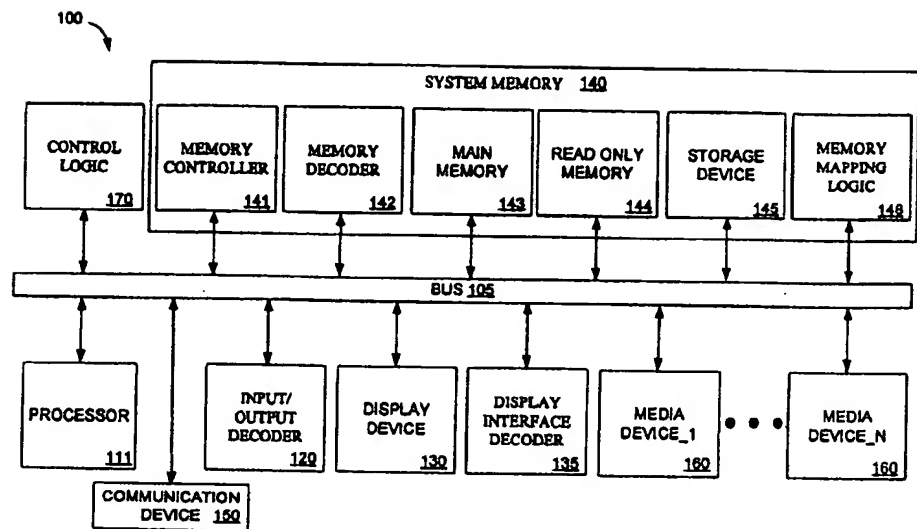 100
SYSTEM MEMORY 140
CONTROL
LOGIC
170
MEMORY
CONTROLLER
141
MEMORY
DECODER
142
MAIN
MEMORY
143
READ ONLY
MEMORY
144
STORAGE
DEVICE
145
MEMORY
MAPPING
LOGIC
148
BUS 105
PROCESSOR
111
INPUT/
OUTPUT
DECODER
120
DISPLAY
DEVICE
130
DISPLAY
INTERFACE
DECODER
135
MEDIA
DEVICE_1
160
MEDIA
DEVICE_N
160
COMMUNICATION
DEVICE 150